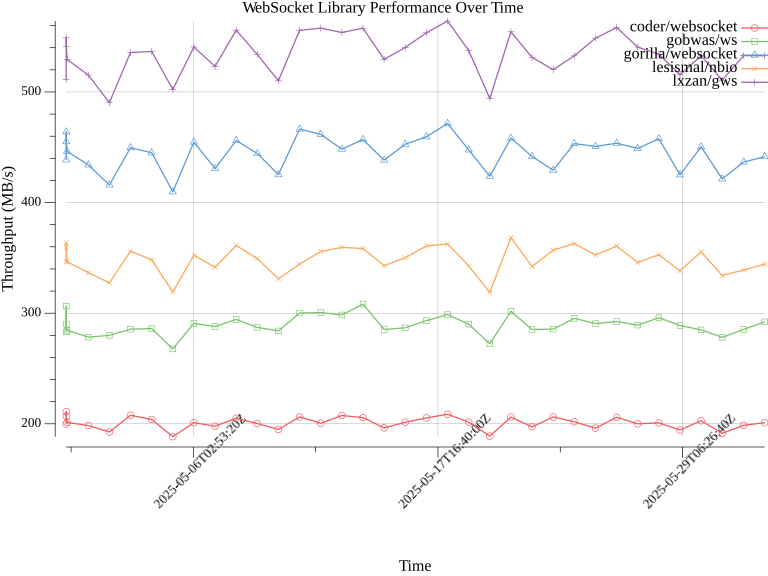 WebSocket Library Performance Over Time
coder/websocket
gobwas/ws
gorilla/websocket
lesismal/nbio
lxzan/gws
Throughput (MB/s)
500
400
300
200
2025-05-06T02:53:20Z
2025-05-17T16:40:00Z
2025-05-29T06:26:40Z
Time